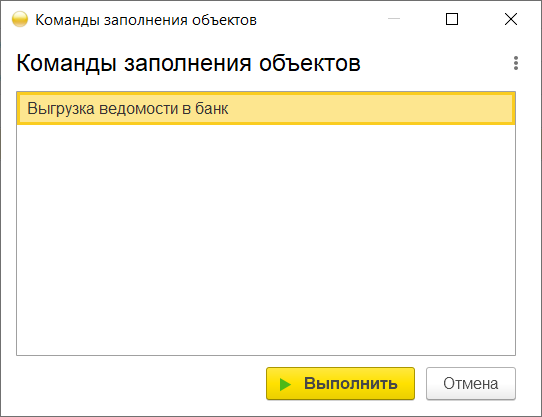 Команды заполнения объектов
Команды заполнения объектов
Выгрузка ведомости в банк
Выполнить
Отмена